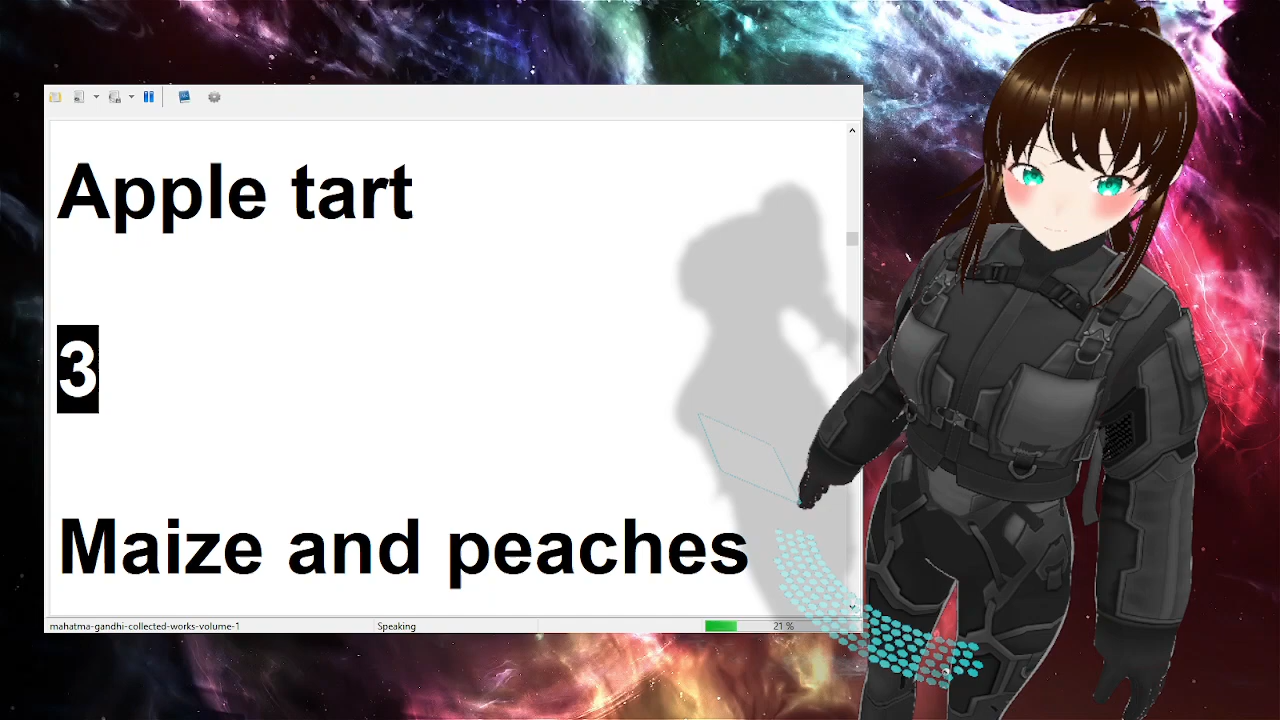 Apple tart
3
Maize and peaches
mahatma-gandhi-collected-works-volume-1 Speaking 21 %